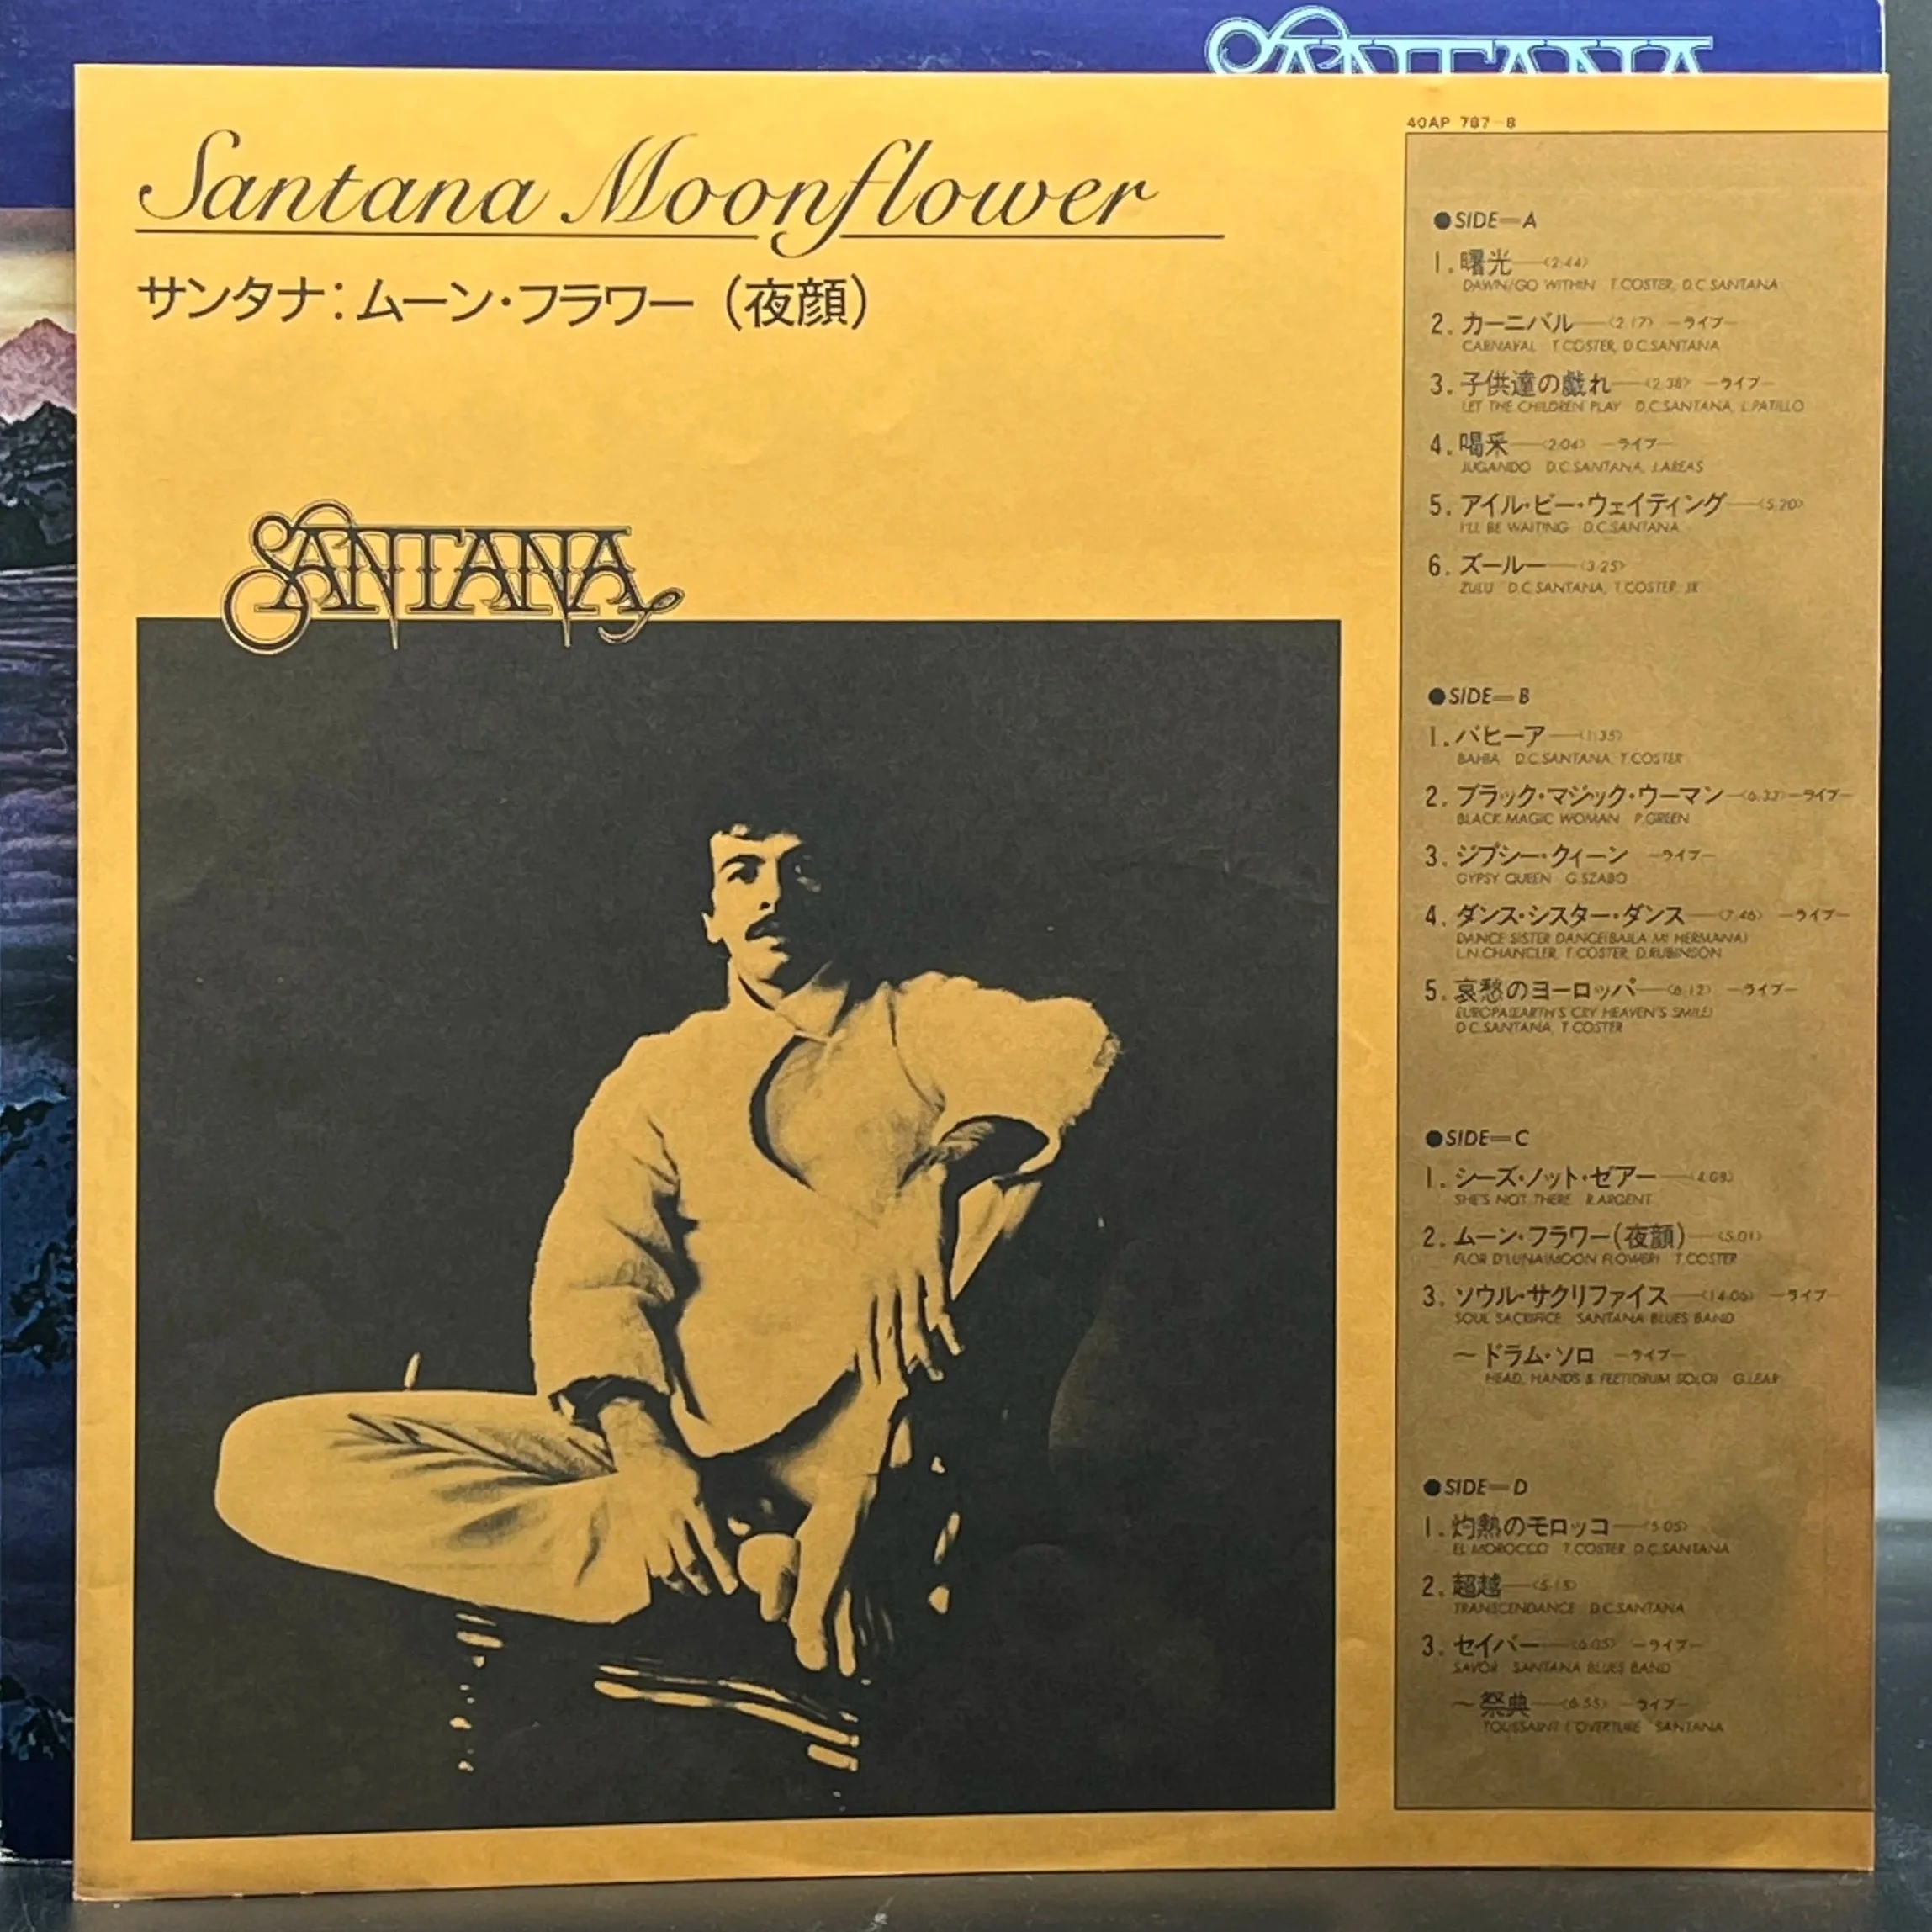 SANTANA
40AP 787-8
Santana Moonflower
サンタナ：ムーン・フラワー（夜顔）
SANTANA
●SIDE—A
1. 曙光—〈2:44〉
DAWN/GO WITHIN T.COSTER, D.C.SANTANA
2. カーニバル—〈2:17〉 —ライブ—
CARNAVAL T.COSTER, D.C.SANTANA
3. 子供達の戯れ—〈2:38〉 —ライブ—
LET THE CHILDREN PLAY D.C.SANTANA, L.PATILLO
4. 喝采—〈2:04〉 —ライブ—
JUGANDO D.C.SANTANA, J.AREAS
5. アイル・ビー・ウェイティング—〈5:20〉
I'LL BE WAITING D.C.SANTANA
6. ズールー—〈3:25〉
ZULU D.C.SANTANA, T.COSTER, JR
●SIDE—B
1. バヒーア—〈1:35〉
BAHIA D.C.SANTANA, T.COSTER
2. ブラック・マジック・ウーマン—〈6:33〉—ライブ—
BLACK MAGIC WOMAN P.GREEN
3. ジプシー・クィーン —ライブ—
GYPSY QUEEN G.SZABO
4. ダンス・シスター・ダンス—〈7:46〉 —ライブ—
DANCE SISTER DANCE(BAILA MI HERMANA)
L.N.CHANCLER, T.COSTER, D.RUBINSON
5. 哀愁のヨーロッパ—〈6:12〉 —ライブ—
EUROPA(EARTH'S CRY HEAVEN'S SMILE)
D.C.SANTANA, T.COSTER
●SIDE—C
1. シーズ・ノット・ゼアー—〈4:08〉
SHE'S NOT THERE R.ARGENT
2. ムーン・フラワー(夜顔)—〈5:01〉
FLOR D'LUNA(MOON FLOWER) T.COSTER
3. ソウル・サクリファイス—〈14:06〉 —ライブ—
SOUL SACRIFICE SANTANA BLUES BAND
〜ドラム・ソロ —ライブ—
HEAD, HANDS & FEET(DRUM SOLO) G.LEAR
●SIDE—D
1. 灼熱のモロッコ—〈5:05〉
EL MOROCCO T.COSTER, D.C.SANTANA
2. 超越—〈5:13〉
TRANSCENDANCE D.C.SANTANA
3. セイバー—〈6:05〉 —ライブ—
SAVOR SANTANA BLUES BAND
〜祭典—〈6:55〉 —ライブ—
TOUSSAINT L'OVERTURE SANTANA